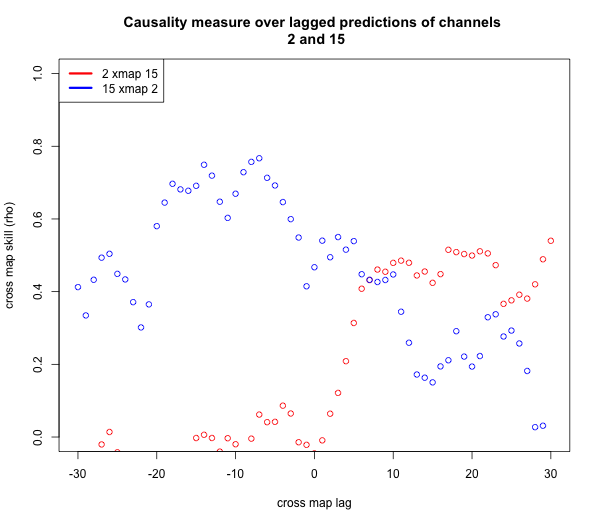 Causality measure over lagged predictions of channels
2 and 15
2 xmap 15
15 xmap 2
cross map skill (rho)
1.0
0.8
0.6
0.4
0.2
0.0
-30 -20 -10 0 10 20 30
cross map lag